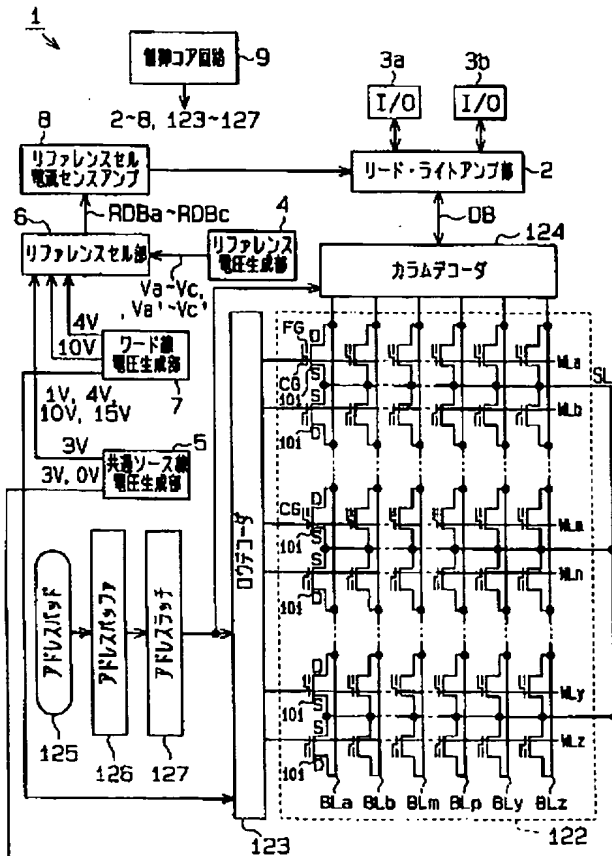 1
制御コア回路
9
2~8, 123~127
3a
3b
I/O
I/O
8
リファレンスセル
電流センスアンプ
リード・ライトアンプ部
2
RDBa~RDBc
DB
6
リファレンスセル部
4
リファレンス
電圧生成部
Va~Vc,
Va'~Vc'
124
カラムデコーダ
4V
10V
ワード線
電圧生成部
7
1V, 4V,
10V, 15V
3V
3V, 0V
5
共通ソース線
電圧生成部
FG
D
CG
S
101
S
101
D
WLa
SL
WLb
CG
D
101
S
S
101
D
WLm
WLn
D
101
S
S
101
D
WLy
WLz
ロウデコーダ
アドレスパッド
アドレスバッファ
アドレスラッチ
125
126
127
123
BLa BLb BLm BLp BLy BLz
122